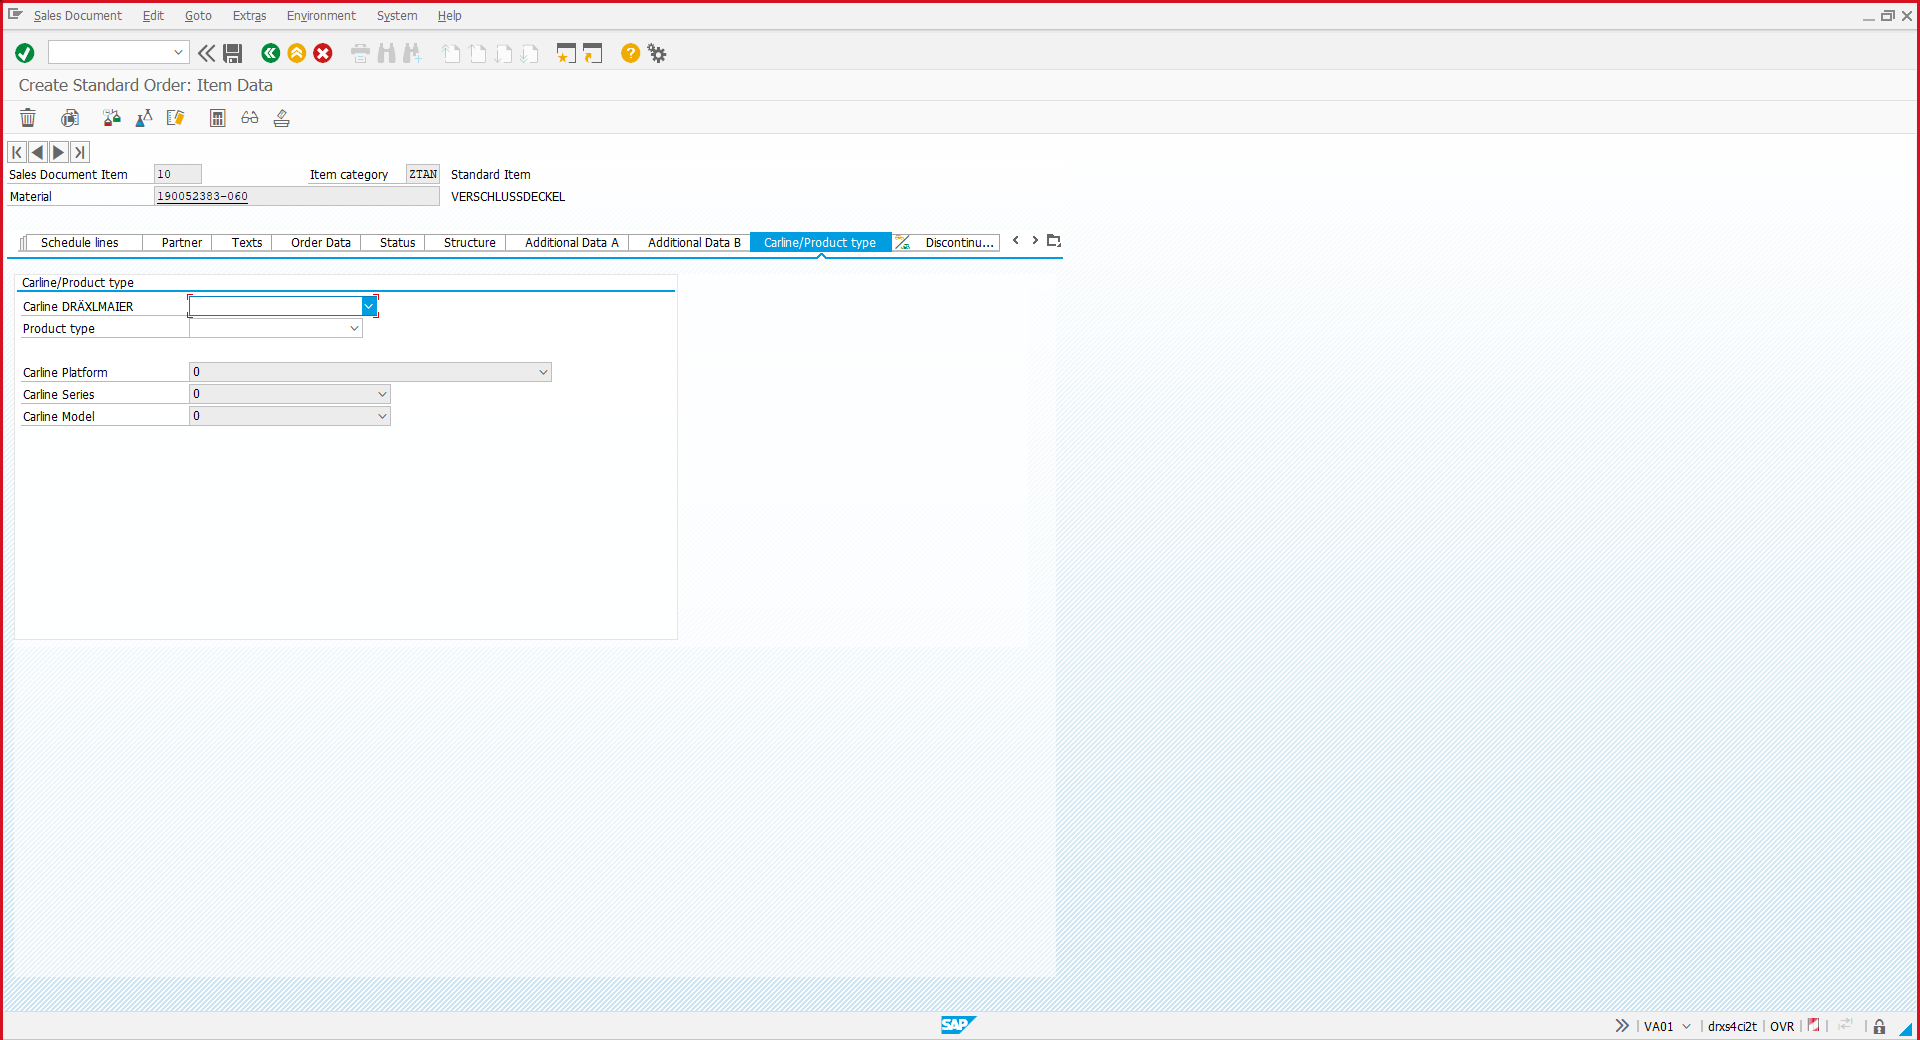 Sales Document Edit Goto Extras Environment System Help
Create Standard Order: Item Data
Sales Document Item 10 Item category ZTAN Standard Item
Material 190052383-060 VERSCHLUSSDECKEL
Schedule lines Partner Texts Order Data Status Structure Additional Data A Additional Data B Carline/Product type Discontinu...
Carline/Product type
Carline DRÄXLMAIER
Product type
Carline Platform 0
Carline Series 0
Carline Model 0
SAP VA01 drxs4ci2t OVR